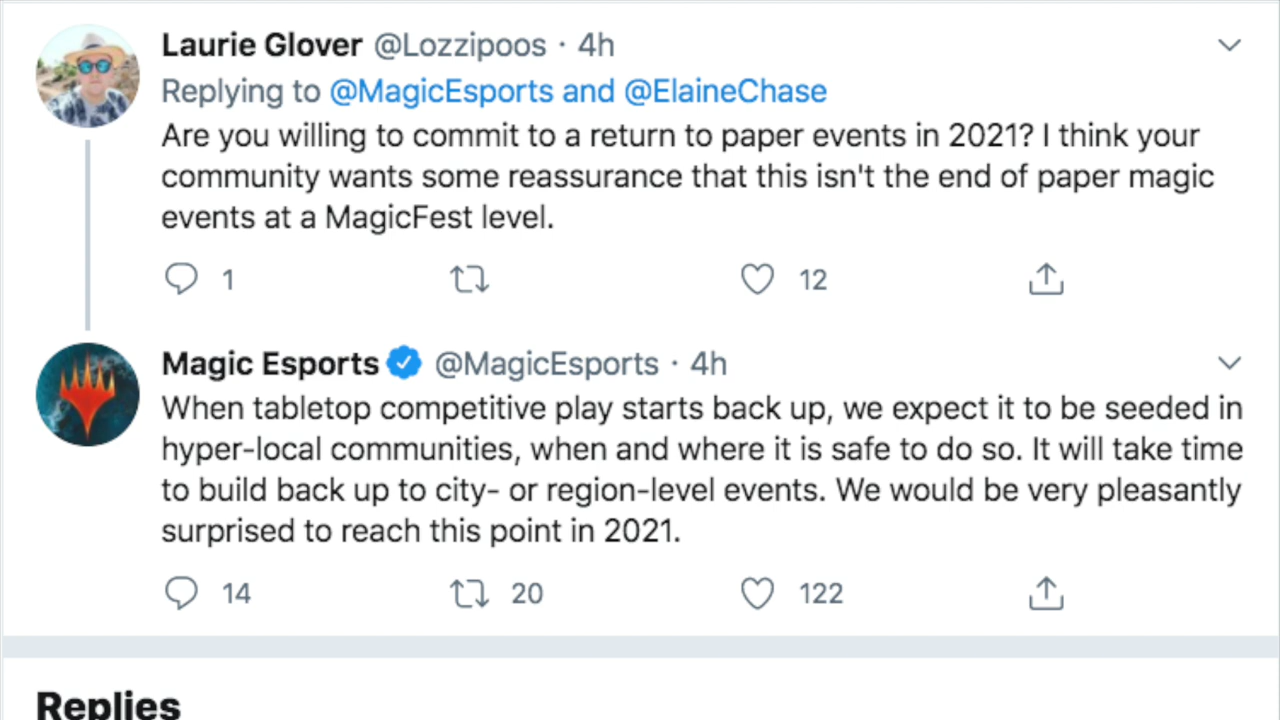 Laurie Glover @Lozzipoos · 4h
Replying to @MagicEsports and @ElaineChase
Are you willing to commit to a return to paper events in 2021? I think your
community wants some reassurance that this isn't the end of paper magic
events at a MagicFest level.
1 12
Magic Esports @MagicEsports · 4h
When tabletop competitive play starts back up, we expect it to be seeded in
hyper-local communities, when and where it is safe to do so. It will take time
to build back up to city- or region-level events. We would be very pleasantly
surprised to reach this point in 2021.
14 20 122
Replies